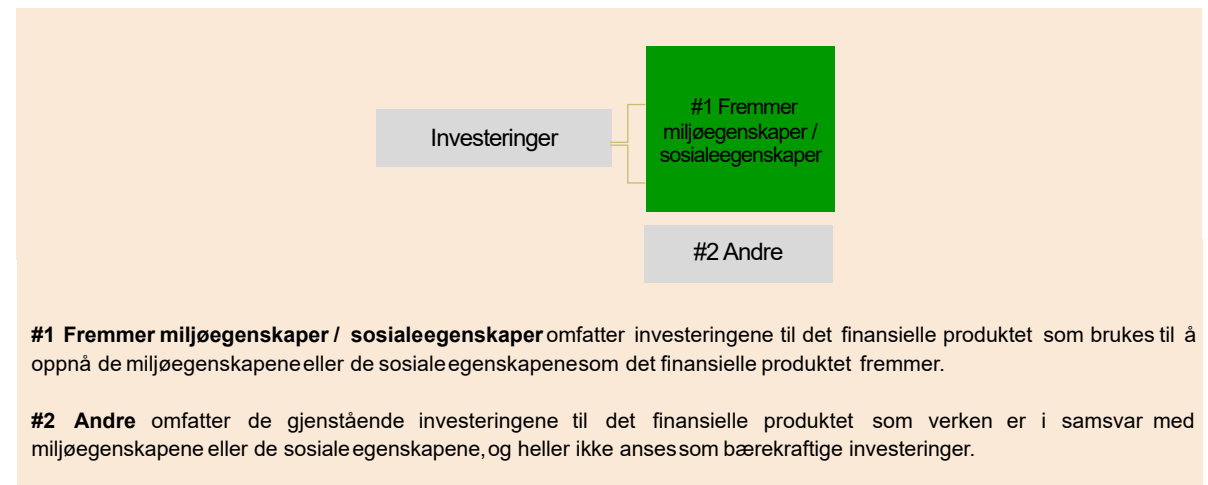 Investeringer
#1 Fremmer
miljøegenskaper /
sosialeegenskaper
#2 Andre
#1 Fremmer miljøegenskaper / sosialeegenskaper omfatter investeringene til det finansielle produktet som brukes til å
oppnå de miljøegenskapene eller de sosiale egenskapene som det finansielle produktet fremmer.
#2 Andre omfatter de gjenstående investeringene til det finansielle produktet som verken er i samsvar med
miljøegenskapene eller de sosiale egenskapene, og heller ikke anses som bærekraftige investeringer.